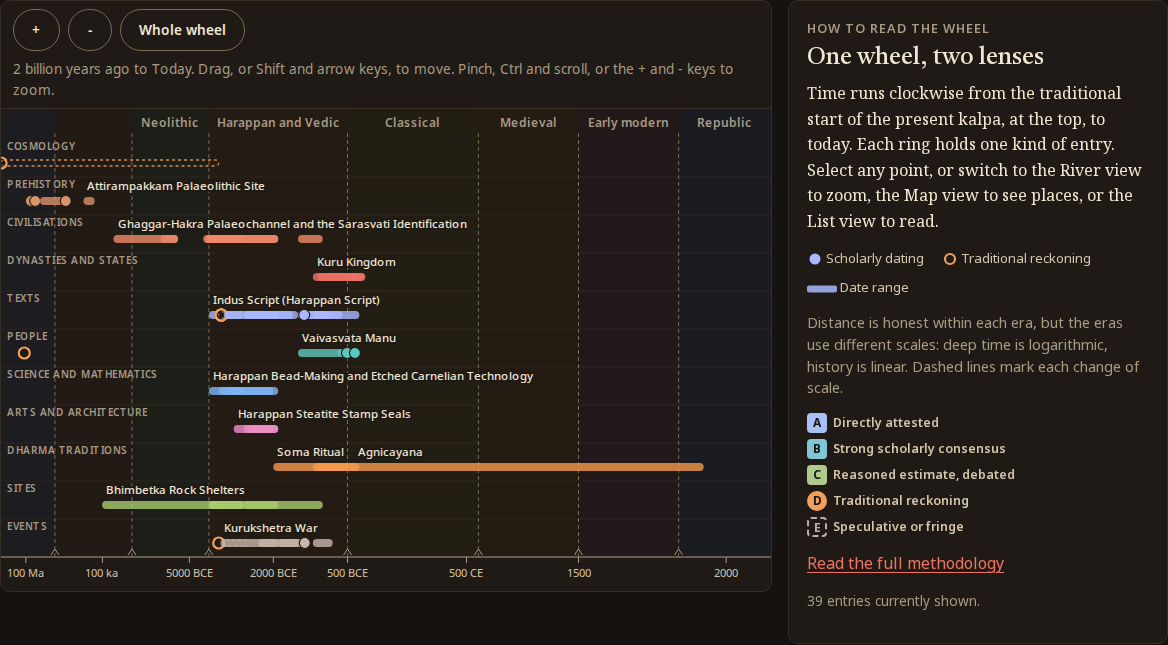 + - Whole wheel
2 billion years ago to Today. Drag, or Shift and arrow keys, to move. Pinch, Ctrl and scroll, or the + and - keys to
zoom.
Neolithic Harappan and Vedic Classical Medieval Early modern Republic
COSMOLOGY
PREHISTORY Attirampakkam Palaeolithic Site
CIVILISATIONS Ghaggar-Hakra Palaeochannel and the Sarasvati Identification
DYNASTIES AND STATES Kuru Kingdom
TEXTS Indus Script (Harappan Script)
PEOPLE Vaivasvata Manu
SCIENCE AND MATHEMATICS Harappan Bead-Making and Etched Carnelian Technology
ARTS AND ARCHITECTURE Harappan Steatite Stamp Seals
DHARMA TRADITIONS Soma Ritual Agnicayana
SITES Bhimbetka Rock Shelters
EVENTS Kurukshetra War
100 Ma 100 ka 5000 BCE 2000 BCE 500 BCE 500 CE 1500 2000
HOW TO READ THE WHEEL
One wheel, two lenses
Time runs clockwise from the traditional
start of the present kalpa, at the top, to
today. Each ring holds one kind of entry.
Select any point, or switch to the River view
to zoom, the Map view to see places, or the
List view to read.
Scholarly dating Traditional reckoning
Date range
Distance is honest within each era, but the eras
use different scales: deep time is logarithmic,
history is linear. Dashed lines mark each change of
scale.
A Directly attested
B Strong scholarly consensus
C Reasoned estimate, debated
D Traditional reckoning
E Speculative or fringe
Read the full methodology
39 entries currently shown.